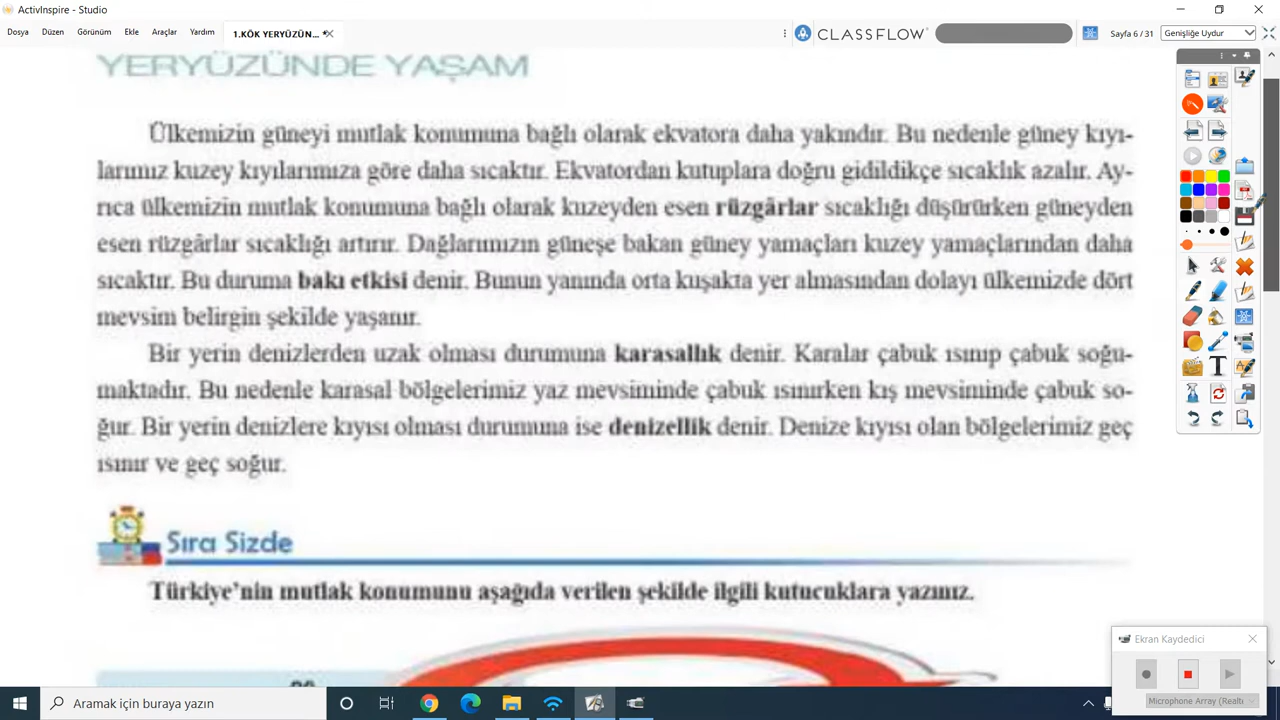 ActivInspire - Studio
Dosya Düzen Görünüm Ekle Araçlar Yardım
1.KÖK YERYÜZÜN...
CLASSFLOW
Sayfa 6 / 31
Genişliğe Uydur
YERYÜZÜNDE YAŞAM
Ülkemizin güneyi mutlak konumuna bağlı olarak ekvatora daha yakındır. Bu nedenle güney kıyı-
larımız kuzey kıyılarımıza göre daha sıcaktır. Ekvatordan kutuplara doğru gidildikçe sıcaklık azalır. Ay-
rıca ülkemizin mutlak konumuna bağlı olarak kuzeyden esen rüzgârlar sıcaklığı düşürürken güneyden
esen rüzgârlar sıcaklığı artırır. Dağlarımızın güneşe bakan güney yamaçları kuzey yamaçlarından daha
sıcaktır. Bu duruma bakı etkisi denir. Bunun yanında orta kuşakta yer almasından dolayı ülkemizde dört
mevsim belirgin şekilde yaşanır.
Bir yerin denizlerden uzak olması durumuna karasallık denir. Karalar çabuk ısınıp çabuk soğu-
maktadır. Bu nedenle karasal bölgelerimiz yaz mevsiminde çabuk ısınırken kış mevsiminde çabuk so-
ğur. Bir yerin denizlere kıyısı olması durumuna ise denizellik denir. Denize kıyısı olan bölgelerimiz geç
ısınır ve geç soğur.
Sıra Sizde
Türkiye'nin mutlak konumunu aşağıda verilen şekilde ilgili kutucuklara yazınız.
Ekran Kaydedici
Microphone Array (Realt
Aramak için buraya yazın